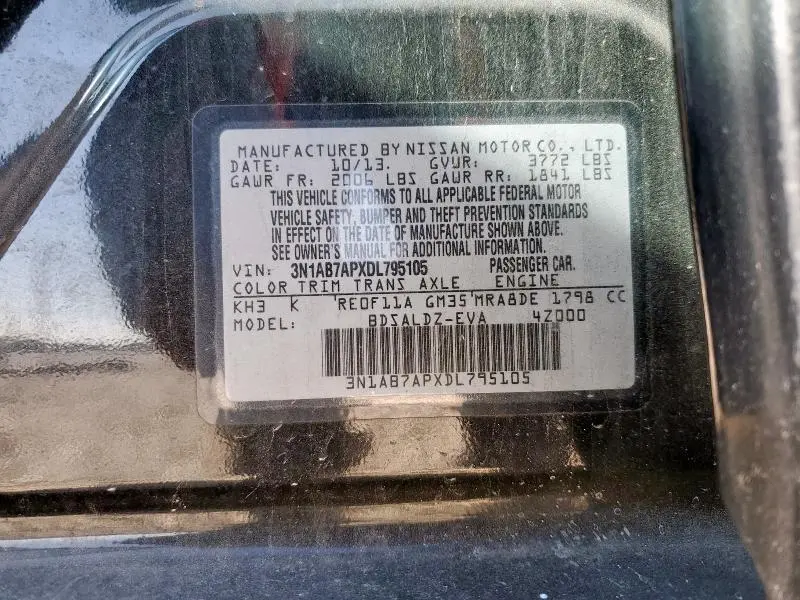 MANUFACTURED BY NISSAN MOTOR CO., LTD.
DATE: 10/13. GVWR: 3772 LBS
GAWR FR: 2006 LBS GAWR RR: 1841 LBS
THIS VEHICLE CONFORMS TO ALL APPLICABLE FEDERAL MOTOR
VEHICLE SAFETY, BUMPER AND THEFT PREVENTION STANDARDS
IN EFFECT ON THE DATE OF MANUFACTURE SHOWN ABOVE.
SEE OWNER'S MANUAL FOR ADDITIONAL INFORMATION.
VIN: 3N1AB7APXDL795105 PASSENGER CAR.
COLOR TRIM TRANS AXLE ENGINE
KH3 K RE0F11A GM35 MRA8DE 1798 CC
MODEL: BDSALDZ-EVA 4Z000
3N1AB7APXDL795105